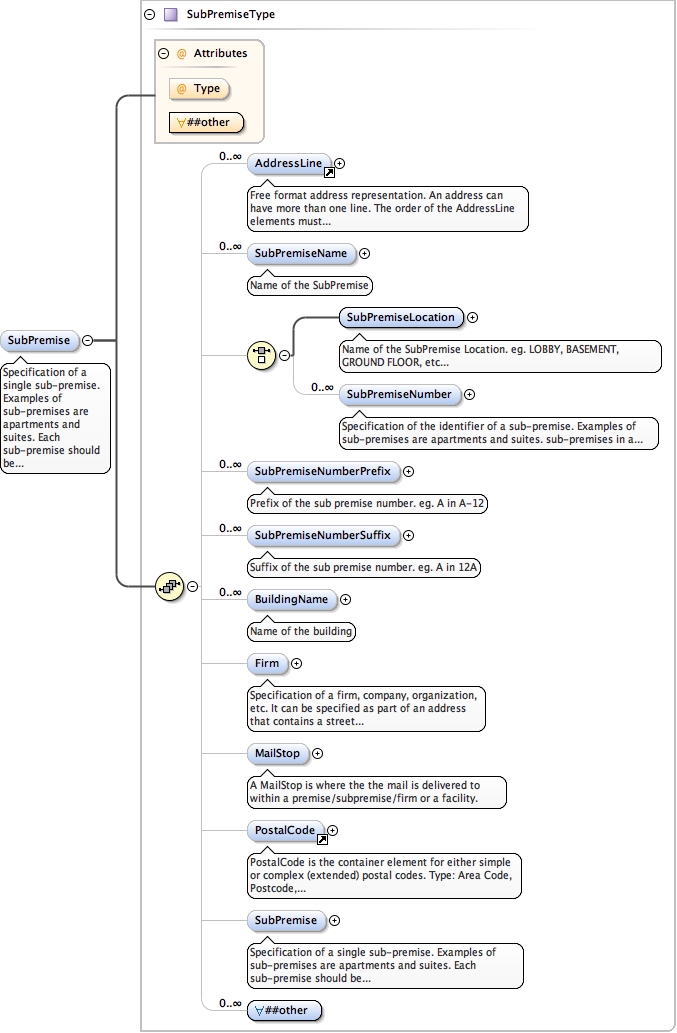 SubPremiseType
@ Attributes
@ Type
∀##other
0..∞
AddressLine
Free format address representation. An address can
have more than one line. The order of the AddressLine
elements must...
0..∞
SubPremiseName
Name of the SubPremise
SubPremiseLocation
Name of the SubPremise Location. eg. LOBBY, BASEMENT,
GROUND FLOOR, etc...
SubPremise
Specification of a
single sub-premise.
Examples of
sub-premises are
apartments and
suites. Each
sub-premise should
be...
0..∞
SubPremiseNumber
Specification of the identifier of a sub-premise. Examples of
sub-premises are apartments and suites. sub-premises in a...
0..∞
SubPremiseNumberPrefix
Prefix of the sub premise number. eg. A in A-12
0..∞
SubPremiseNumberSuffix
Suffix of the sub premise number. eg. A in 12A
0..∞
BuildingName
Name of the building
Firm
Specification of a firm, company, organization,
etc. It can be specified as part of an address
that contains a street...
MailStop
A MailStop is where the the mail is delivered to
within a premise/subpremise/firm or a facility.
PostalCode
PostalCode is the container element for either simple
or complex (extended) postal codes. Type: Area Code,
Postcode,...
SubPremise
Specification of a single sub-premise. Examples of
sub-premises are apartments and suites. Each
sub-premise should be...
0..∞
∀##other